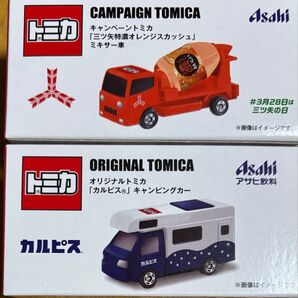 トミカ
CAMPAIGN TOMICA
Asahi
キャンペーントミカ
「三ツ矢特濃オレンジスカッシュ」
ミキサー車
#3月28日は
三ツ矢の日
※画像はイメージです。
トミカ
ORIGINAL TOMICA
Asahi
オリジナルトミカ
アサヒ飲料
「カルピス®」キャンピングカー
カルピス
カルピス
※画像はイメージです。